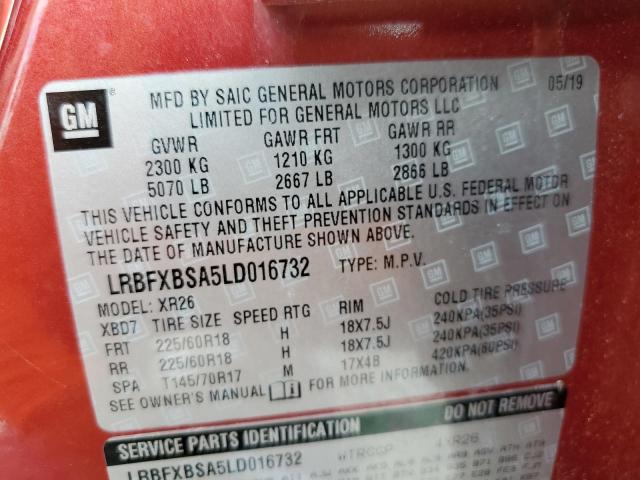 GM ®
MFD BY SAIC GENERAL MOTORS CORPORATION 05/19
LIMITED FOR GENERAL MOTORS LLC
GVWR GAWR FRT GAWR RR
2300 KG 1210 KG 1300 KG
5070 LB 2667 LB 2866 LB
THIS VEHICLE CONFORMS TO ALL APPLICABLE U.S. FEDERAL MOTOR
VEHICLE SAFETY AND THEFT PREVENTION STANDARDS IN EFFECT ON
THE DATE OF MANUFACTURE SHOWN ABOVE.
LRBFXBSA5LD016732 TYPE: M.P.V.
MODEL: XR26
XBD7 TIRE SIZE SPEED RTG RIM COLD TIRE PRESSURE
FRT 225/60R18 H 18X7.5J 240KPA(35PSI)
RR 225/60R18 H 18X7.5J 240KPA(35PSI)
SPA T145/70R17 M 17X4B 420KPA(60PSI)
SEE OWNER'S MANUAL FOR MORE INFORMATION.
SERVICE PARTS IDENTIFICATION DO NOT REMOVE
LRBFXBSA5LD016732 4XR26